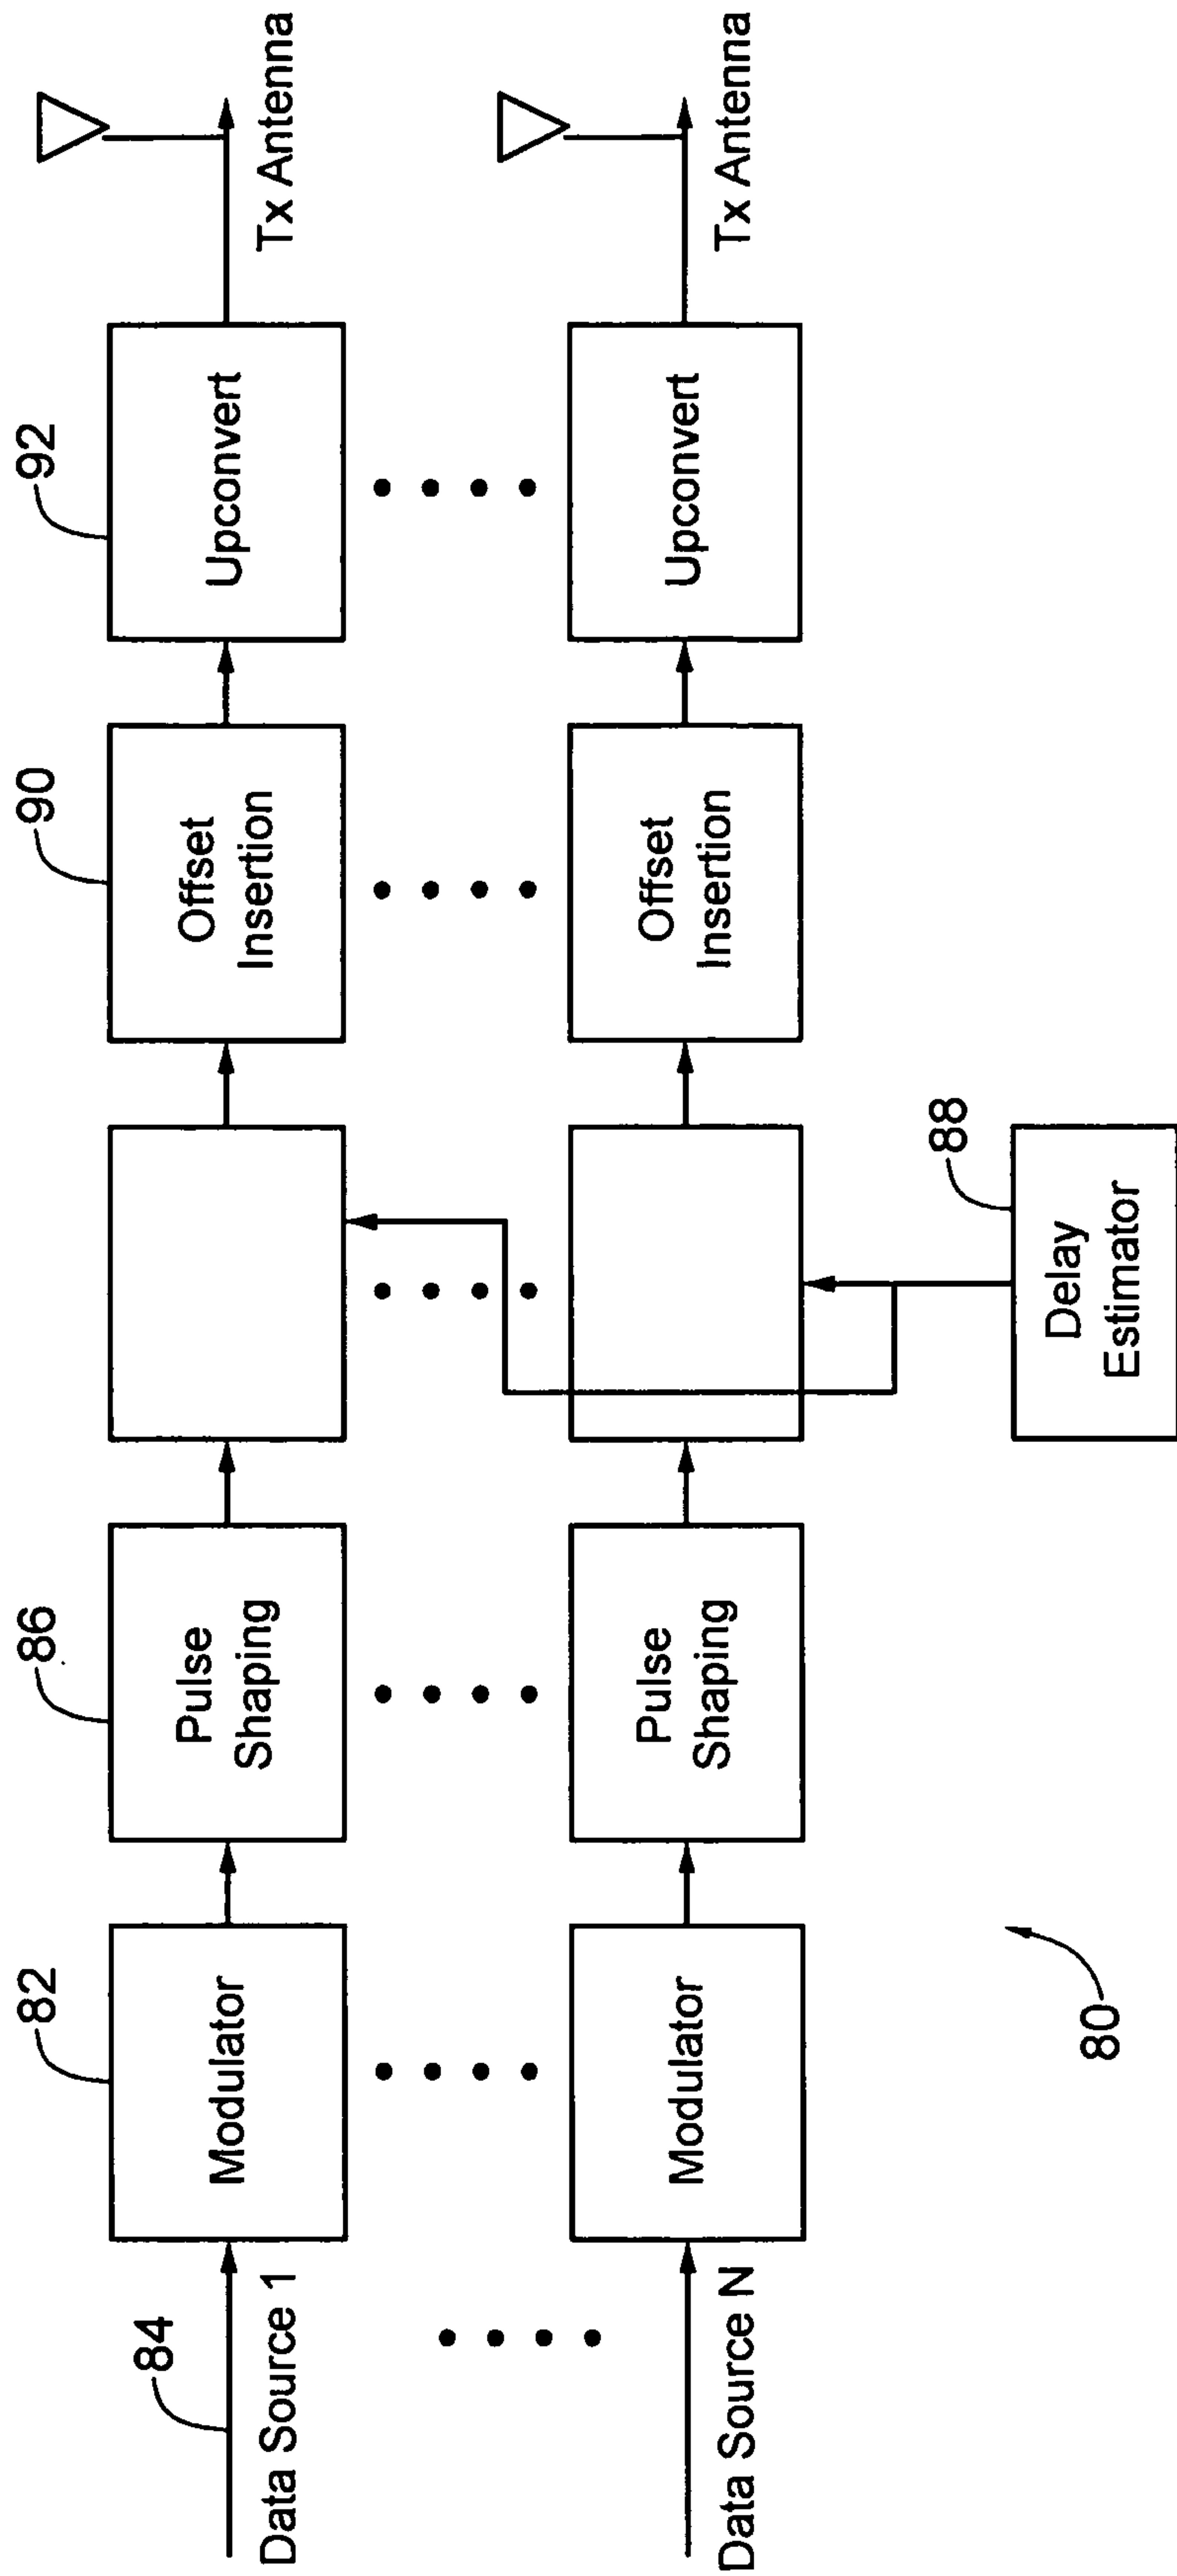 84
Data Source 1
82
Modulator
86
Pulse
Shaping
90
Offset
Insertion
92
Upconvert
Tx Antenna
Data Source N
Modulator
Pulse
Shaping
Offset
Insertion
Upconvert
Tx Antenna
88
Delay
Estimator
80